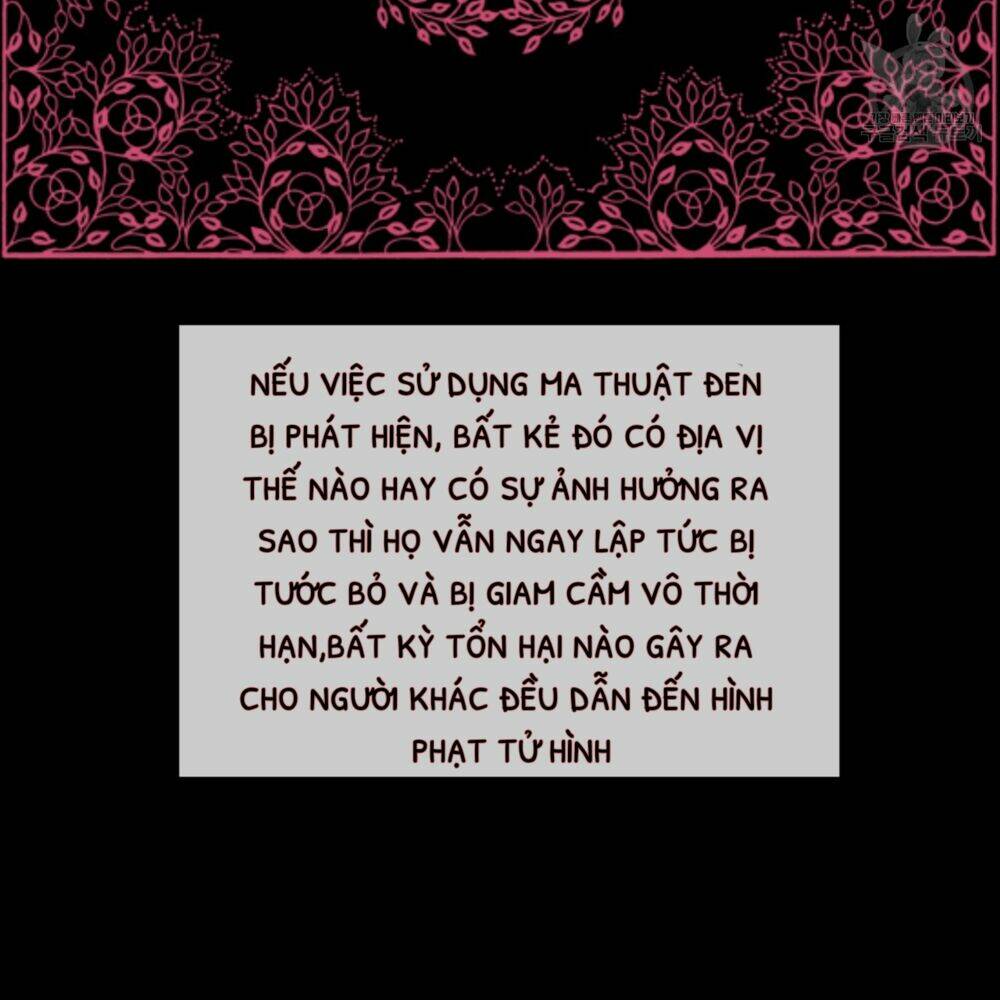 NẾU VIỆC SỬ DỤNG MA THUẬT ĐEN
BỊ PHÁT HIỆN, BẤT KẺ ĐÓ CÓ ĐỊA VỊ
THẾ NÀO HAY CÓ SỰ ẢNH HƯỞNG RA
SAO THÌ HỌ VẪN NGAY LẬP TỨC BỊ
TƯỚC BỎ VÀ BỊ GIAM CẦM VÔ THỜI
HẠN,BẤT KỲ TỔN HẠI NÀO GÂY RA
CHO NGƯỜI KHÁC ĐỀU DẪN ĐẾN HÌNH
PHẠT TỬ HÌNH